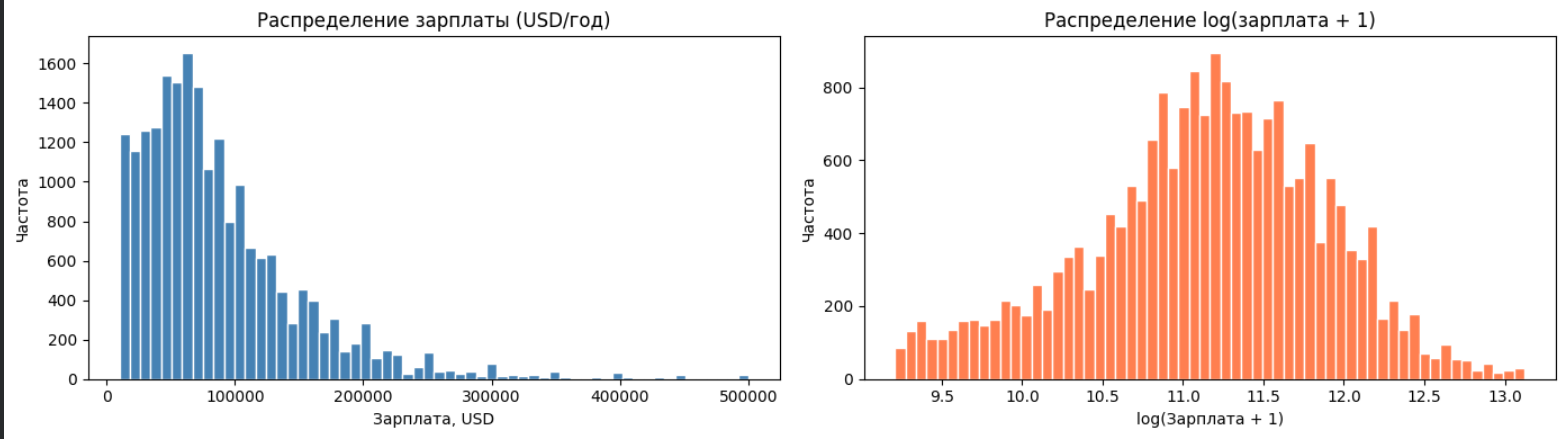 Распределение зарплаты (USD/год)
1600
1400
1200
1000
800
600
400
200
0
Частота
0 100000 200000 300000 400000 500000
Зарплата, USD
Распределение log(зарплата + 1)
800
600
400
200
0
Частота
9.5 10.0 10.5 11.0 11.5 12.0 12.5 13.0
log(Зарплата + 1)